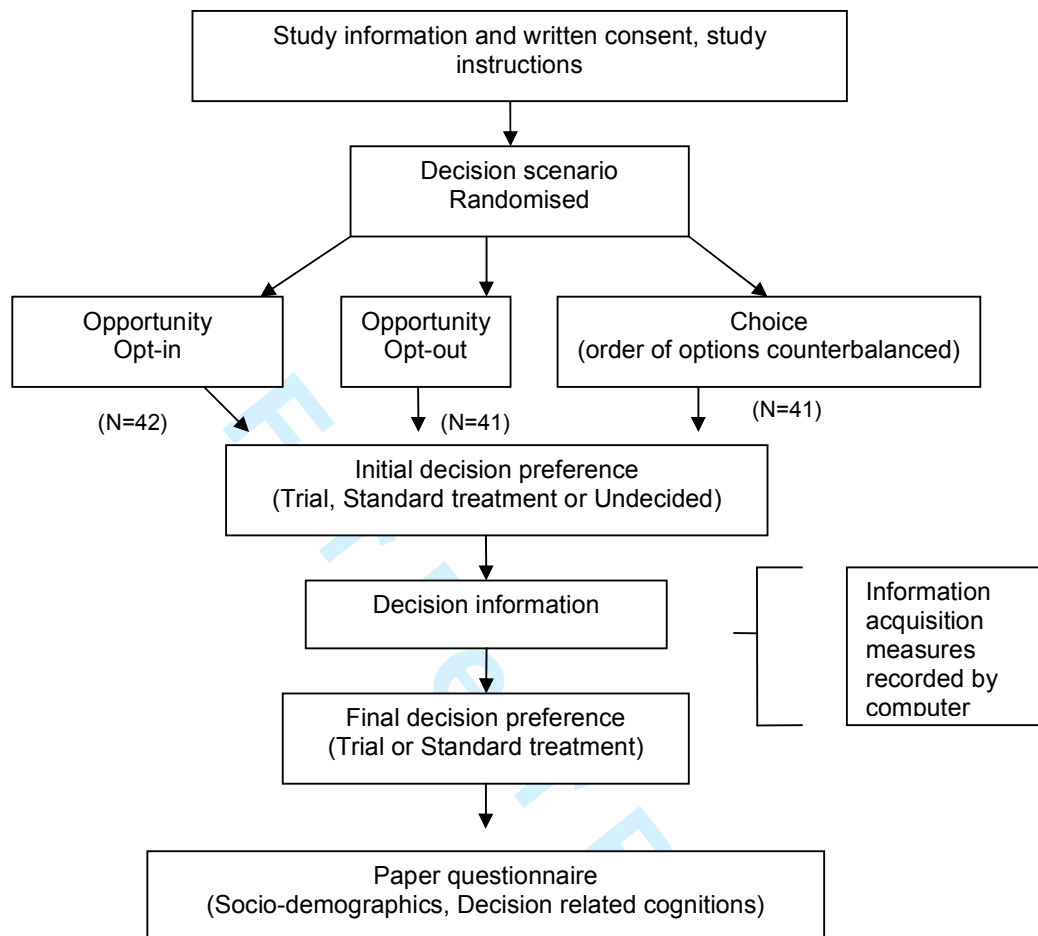 Study information and written consent, study
instructions
Decision scenario
Randomised
Opportunity
Opt-in
Opportunity
Opt-out
Choice
(order of options counterbalanced)
(N=42)
(N=41)
(N=41)
Initial decision preference
(Trial, Standard treatment or Undecided)
Decision information
Information
acquisition
measures
recorded by
computer
Final decision preference
(Trial or Standard treatment)
Paper questionnaire
(Socio-demographics, Decision related cognitions)